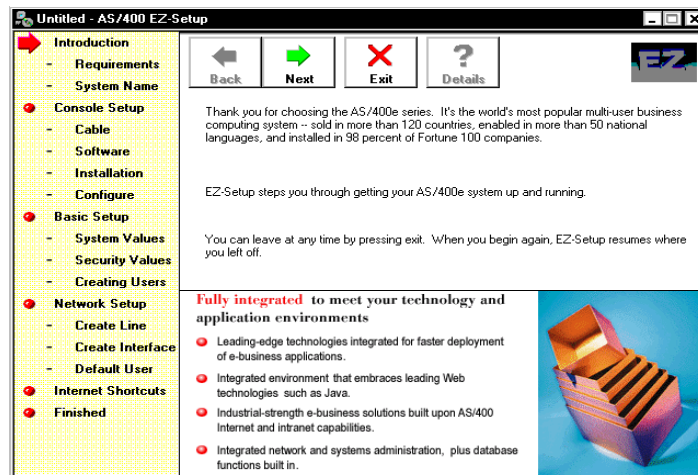 Untitled - AS/400 EZ-Setup
Introduction
- Requirements
- System Name
Console Setup
- Cable
- Software
- Installation
- Configure
Basic Setup
- System Values
- Security Values
- Creating Users
Network Setup
- Create Line
- Create Interface
- Default User
Internet Shortcuts
Finished
Back
Next
Exit
?
Details
EZ
Thank you for choosing the AS/400e series. It's the world's most popular multi-user business
computing system -- sold in more than 120 countries, enabled in more than 50 national
languages, and installed in 98 percent of Fortune 100 companies.
EZ-Setup steps you through getting your AS/400e system up and running.
You can leave at any time by pressing exit. When you begin again, EZ-Setup resumes where
you left off.
Fully integrated to meet your technology and
application environments
Leading-edge technologies integrated for faster deployment
of e-business applications.
Integrated environment that embraces leading Web
technologies such as Java.
Industrial-strength e-business solutions built upon AS/400
Internet and intranet capabilities.
Integrated network and systems administration, plus database
functions built in.